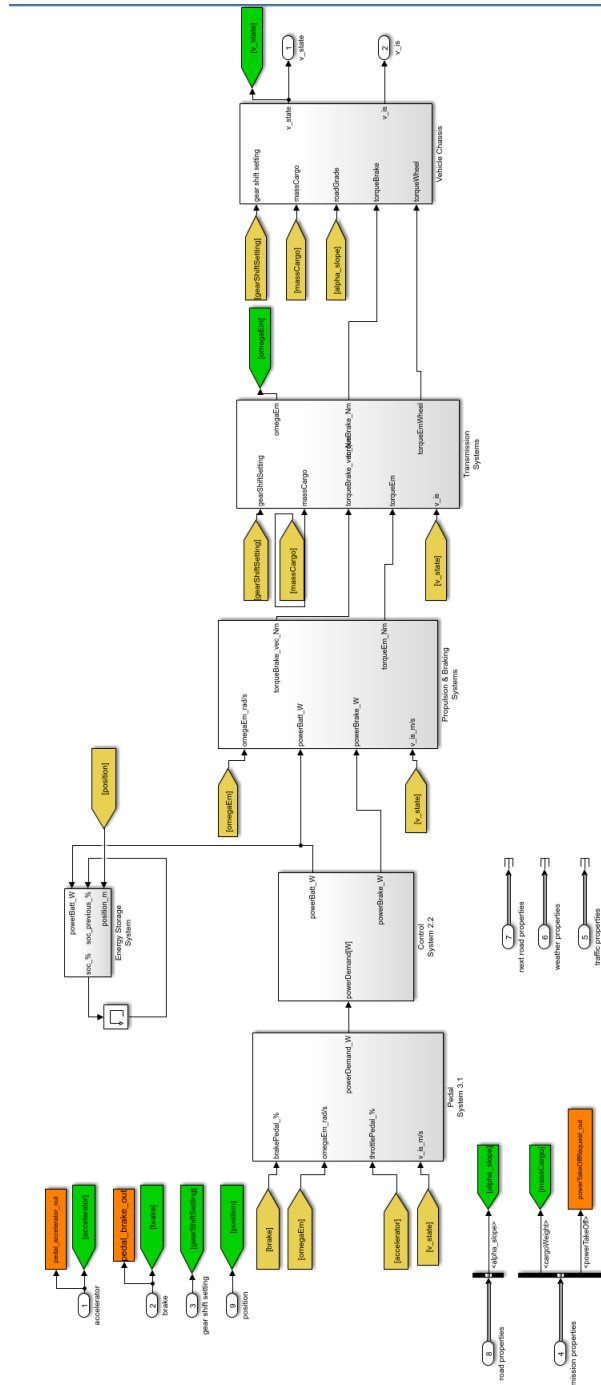 pedal_accelerator_out
1
accelerator
[accelerator]
pedal_brake_out
2
brake
[brake]
3
gear shift setting
[gearShiftSetting]
9
position
[position]
[brake]
[omegaEm]
[accelerator]
[v_state]
brakePedal_%
omegaEm_rad/s
throttlePedal_%
v_is_m/s
powerDemand_W
Pedal
System 3.1
powerDemand[W]
powerBatt_W
powerBrake_W
Control
System 2.2
[position]
powerBatt_W
soc_previous_%
position_m
soc_%
Energy Storage
System
[omegaEm]
[v_state]
omegaEm_rad/s
powerBatt_W
powerBrake_W
v_is_m/s
torqueBrake_vec_Nm
torqueEm_Nm
Propulsion & Braking
Systems
[gearShiftSetting]
[massCargo]
[v_state]
gearShiftSetting
massCargo
torqueBrake_vec_Nm
torqueEm
v_is
omegaEm
torqueBrake_Nm
torqueEmWheel
Transmission
Systems
[omegaEm]
[gearShiftSetting]
[massCargo]
[alpha_slope]
gear shift setting
massCargo
roadGrade
torqueBrake
torqueWheel
v_state
v_is
Vehicle Chassis
[v_state]
1
v_state
2
v_is
8
road properties
<alpha_slope>
[alpha_slope]
4
mission properties
<cargoWeight>
[massCargo]
<powerTakeOff>
powerTakeOffRequest_out
7
next road properties
6
weather properties
5
traffic properties